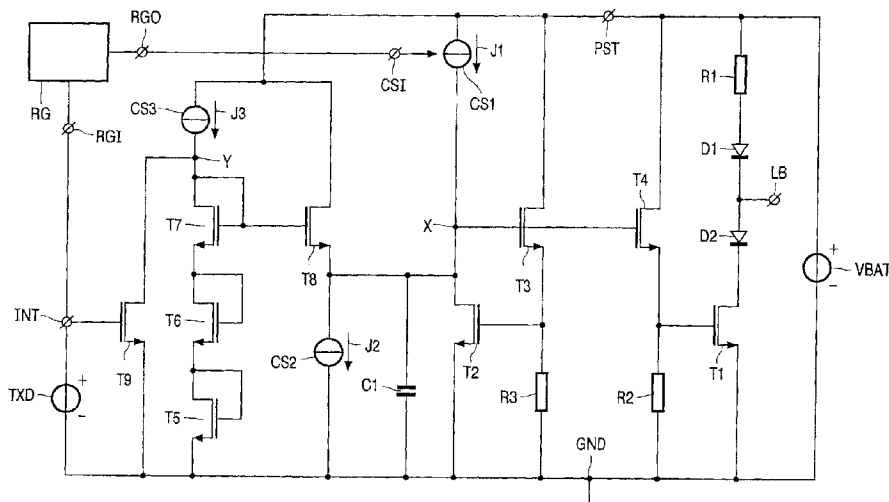 RGO
PST
J1
CSI
CS1
R1
RG
CS3
J3
RGI
Y
D1
LB
T4
T7
X
D2
T8
T3
VBAT
+
-
INT
T6
T9
J2
CS2
T2
T1
TXD
+
-
C1
R3
R2
T5
GND